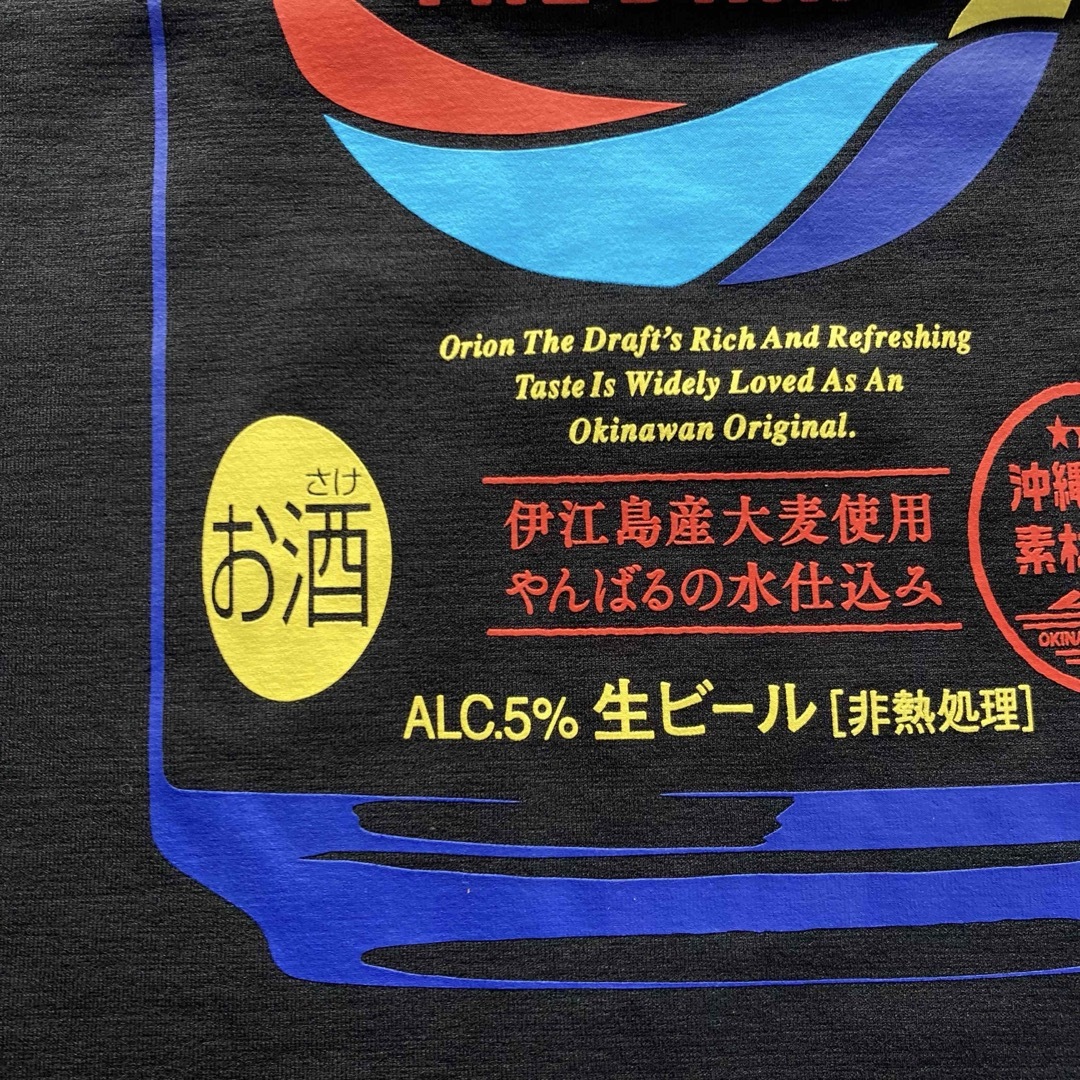 Orion The Draft's Rich And Refreshing
Taste Is Widely Loved As An
Okinawan Original.
さけ
お酒
伊江島産大麦使用
やんばるの水仕込み
沖縄
素材
ALC.5% 生ビール [非熱処理]